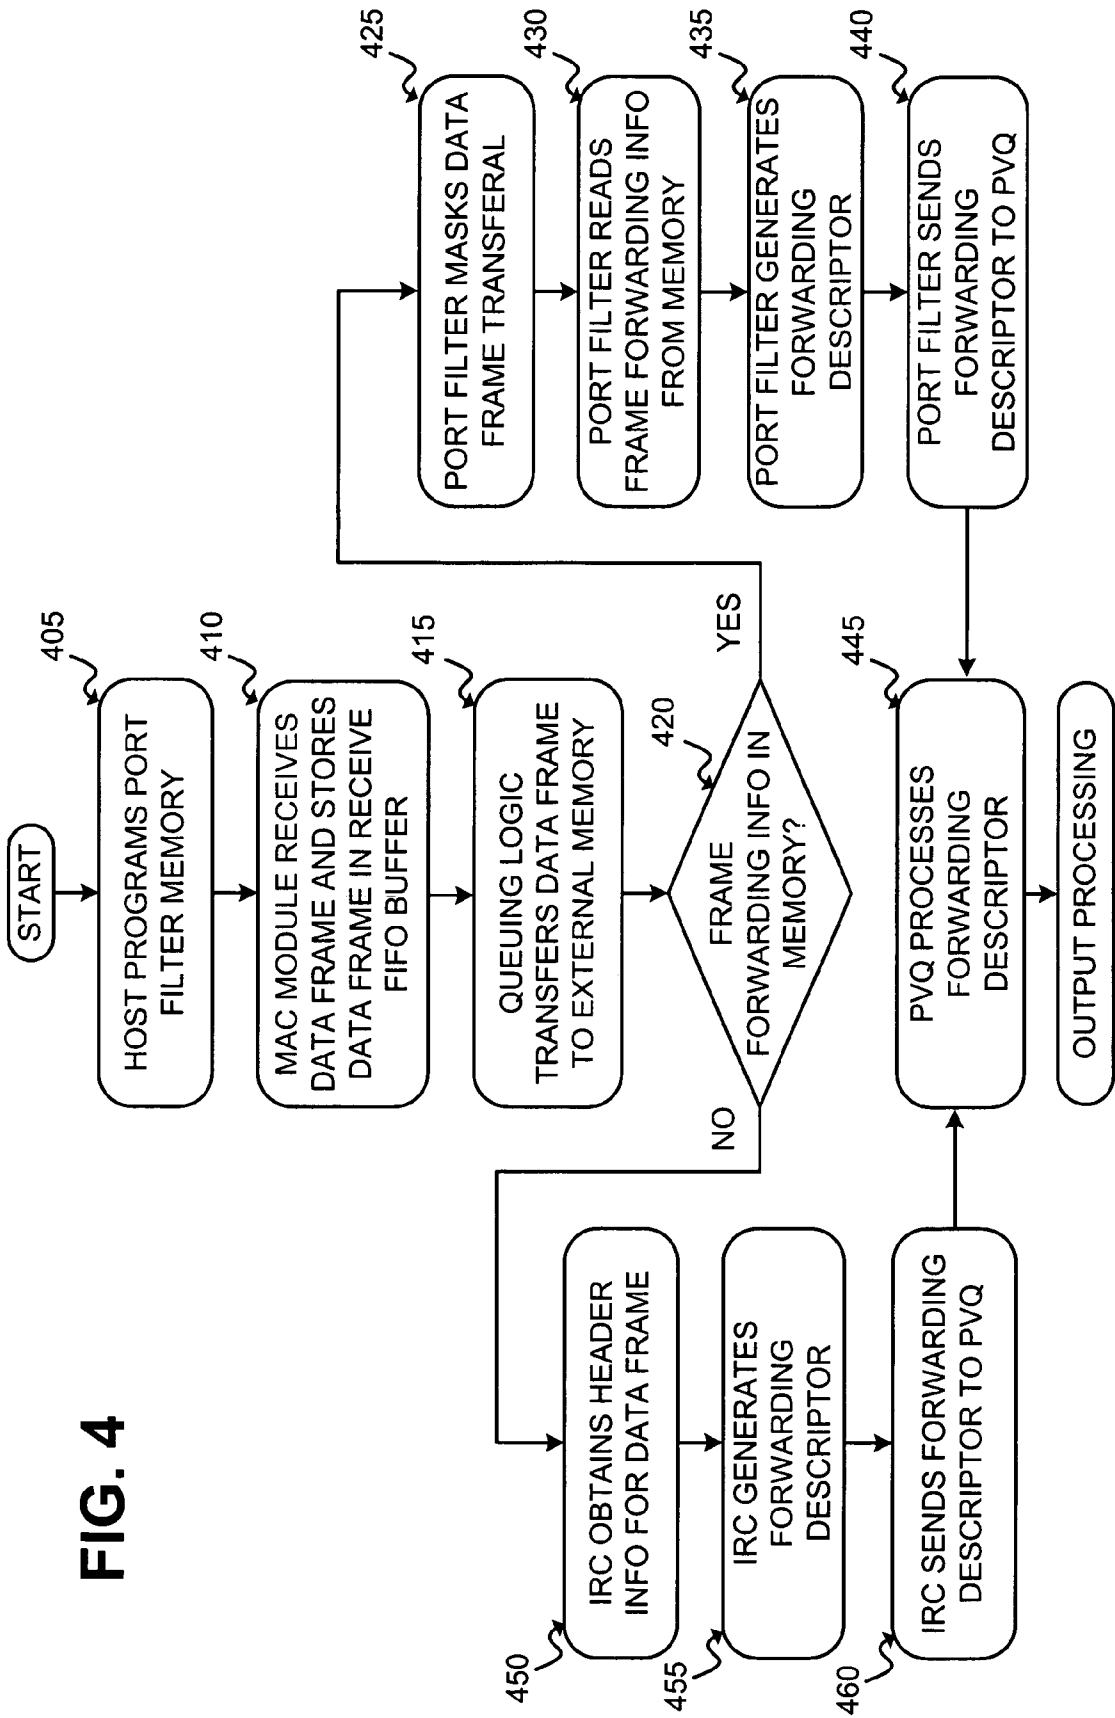 FIG. 4
START
405
HOST PROGRAMS PORT
FILTER MEMORY
410
MAC MODULE RECEIVES
DATA FRAME AND STORES
DATA FRAME IN RECEIVE
FIFO BUFFER
415
QUEUING LOGIC
TRANSFERS DATA FRAME
TO EXTERNAL MEMORY
420
FRAME
FORWARDING INFO IN
MEMORY?
YES
NO
425
PORT FILTER MASKS DATA
FRAME TRANSFERAL
430
PORT FILTER READS
FRAME FORWARDING INFO
FROM MEMORY
435
PORT FILTER GENERATES
FORWARDING
DESCRIPTOR
440
PORT FILTER SENDS
FORWARDING
DESCRIPTOR TO PVQ
445
PVQ PROCESSES
FORWARDING
DESCRIPTOR
OUTPUT PROCESSING
450
IRC OBTAINS HEADER
INFO FOR DATA FRAME
455
IRC GENERATES
FORWARDING
DESCRIPTOR
460
IRC SENDS FORWARDING
DESCRIPTOR TO PVQ